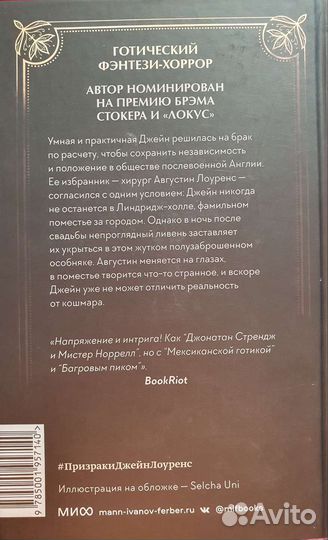 ГОТИЧЕСКИЙ
ФЭНТЕЗИ-ХОРРОР
АВТОР НОМИНИРОВАН
НА ПРЕМИЮ БРЭМА
СТОКЕРА И «ЛОКУС»
Умная и практичная Джейн решилась на брак
по расчету, чтобы сохранить независимость
и положение в обществе послевоенной Англии.
Ее избранник — хирург Августин Лоуренс —
согласился с одним условием: Джейн никогда
не останется в Линдридж-холле, фамильном
поместье за городом. Однако в ночь после
свадьбы непроглядный ливень заставляет
их укрыться в этом жутком полузаброшенном
особняке. Августин меняется на глазах,
в поместье творится что-то странное, и вскоре
Джейн уже не может отличить реальность
от кошмара.
«Напряжение и интрига! Как "Джонатан Стрендж
и Мистер Норрелл", но с "Мексиканской готикой"
и "Багровым пиком"».
BookRiot
#ПризракиДжейнЛоуренс
Иллюстрация на обложке — Selcha Uni
МИФ mann-ivanov-ferber.ru @mifbooks
9 785001 957140 >
Avito